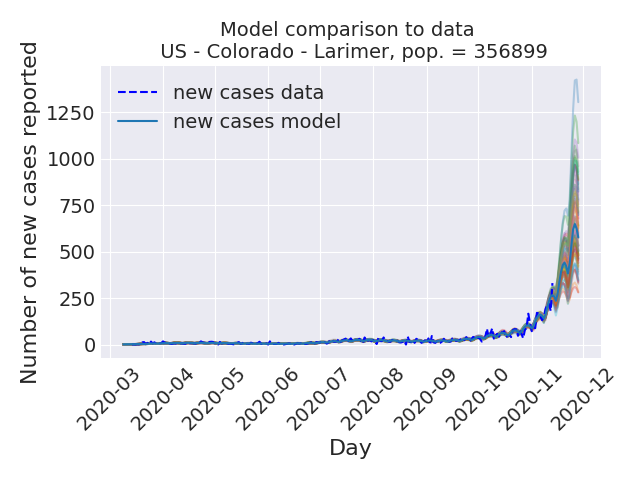 Model comparison to data
US - Colorado - Larimer, pop. = 356899
Number of new cases reported
new cases data
new cases model
1250
1000
750
500
250
0
2020-03
2020-04
2020-05
2020-06
2020-07
2020-08
2020-09
2020-10
2020-11
2020-12
Day